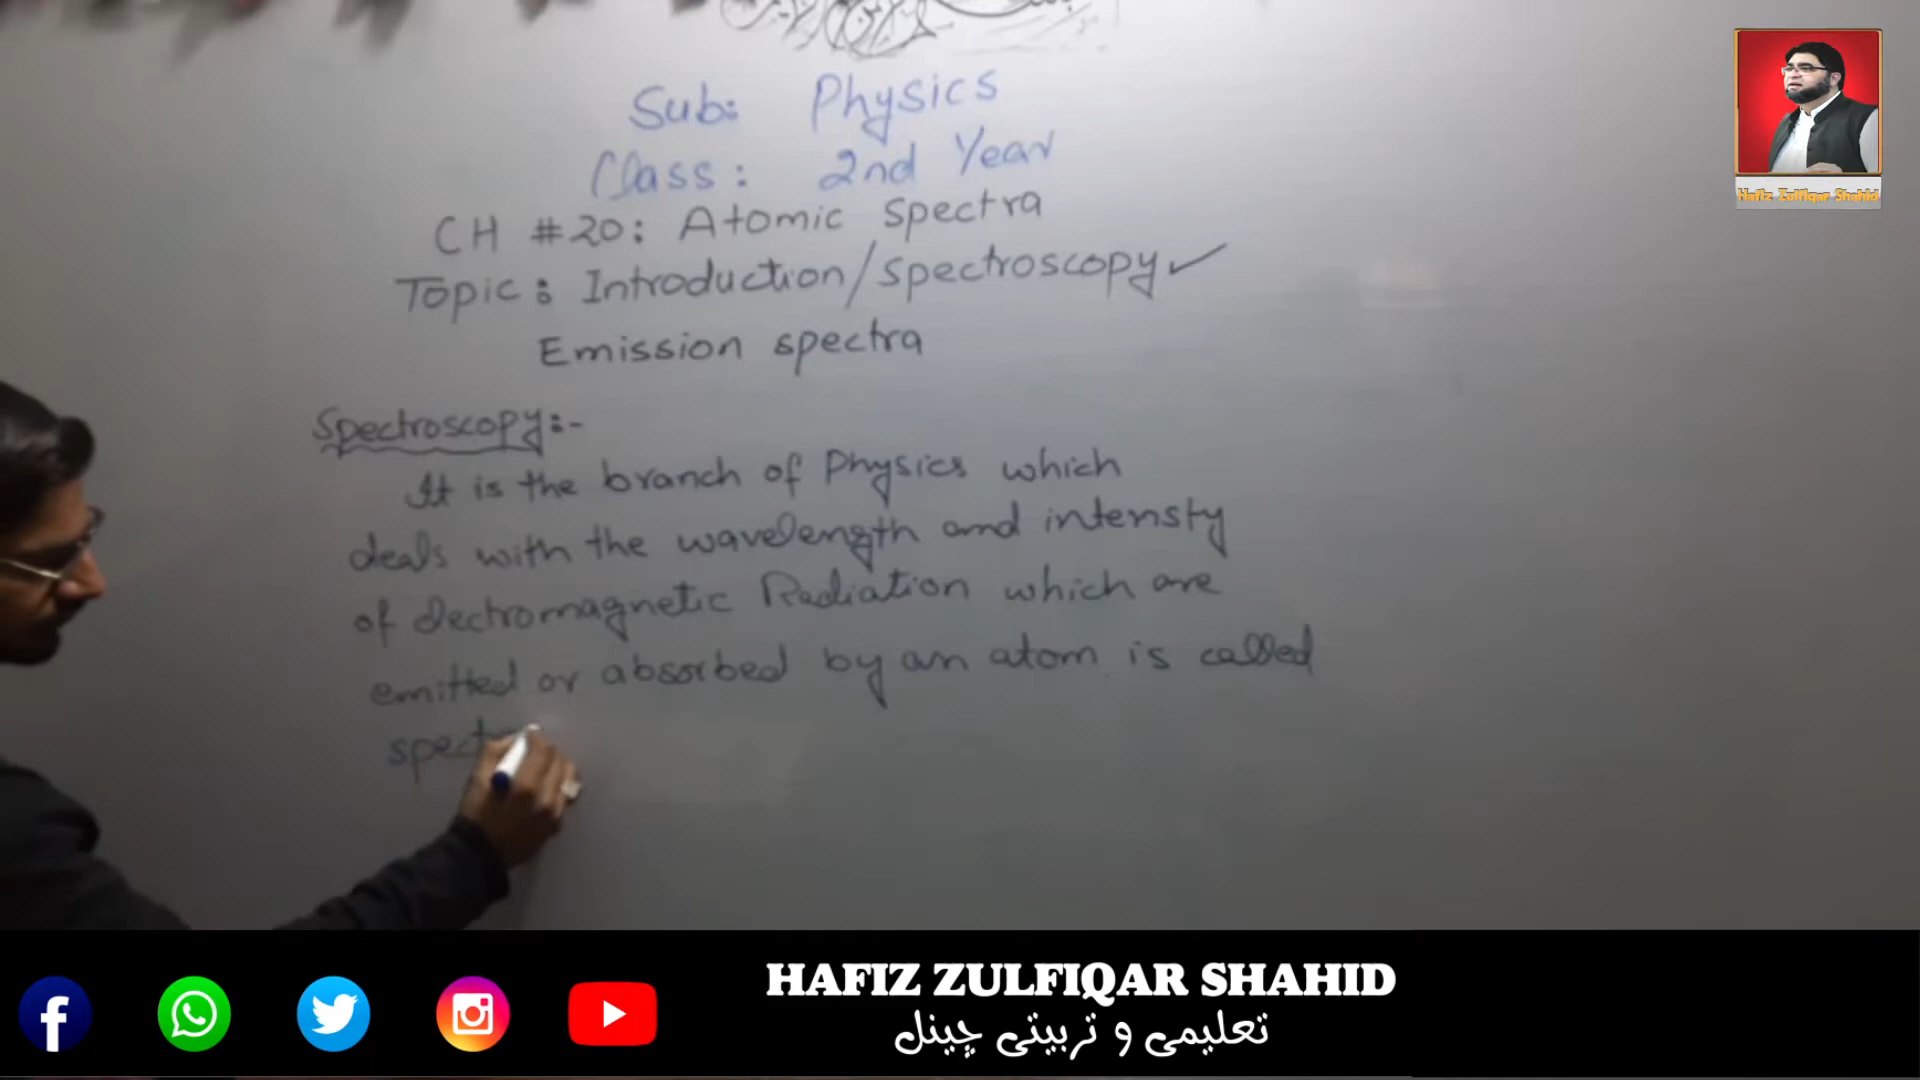 Sub: Physics
Class: 2nd Year
CH #20: Atomic Spectra
Topic: Introduction/spectroscopy✓
Emission spectra
Spectroscopy:-
It is the branch of Physics which
deals with the wavelength and intensty
of electromagnetic Radiation which are
emitted or absorbed by an atom is called
spect
Hafiz Zulfiqar Shahid
HAFIZ ZULFIQAR SHAHID
تعلیمی و تربیتی چینل